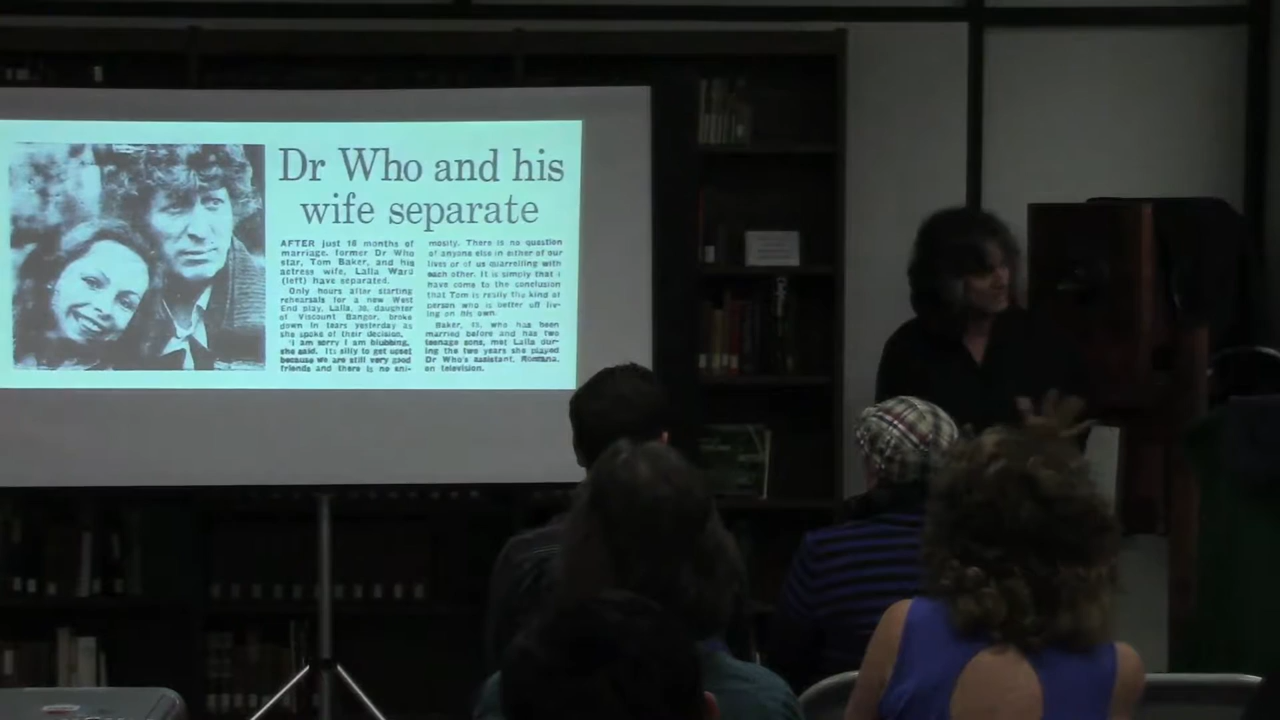 Dr Who and his
wife separate
AFTER just 16 months of
marriage, former Dr Who
star, Tom Baker, and his
actress wife, Lalla Ward
(left) have separated.
Only hours after starting
rehearsals for a new West
End play, Lalla, 30, daughter
of Viscount Bangor, broke
down in tears yesterday as
she spoke of their decision.
'I am sorry I am blubbing,
she said. Its silly to get upset
because we are still very good
friends and there is no ani-
mosity. There is no question
of anyone else in either of our
lives or of us quarrelling with
each other. It is simply that I
have come to the conclusion
that Tom is really the kind of
person who is better off liv-
ing on his own.
Baker, who has been
married before and has two
teenage sons, met Lalla dur-
ing the two years she played
Dr Who's assistant, Romana,
on television.